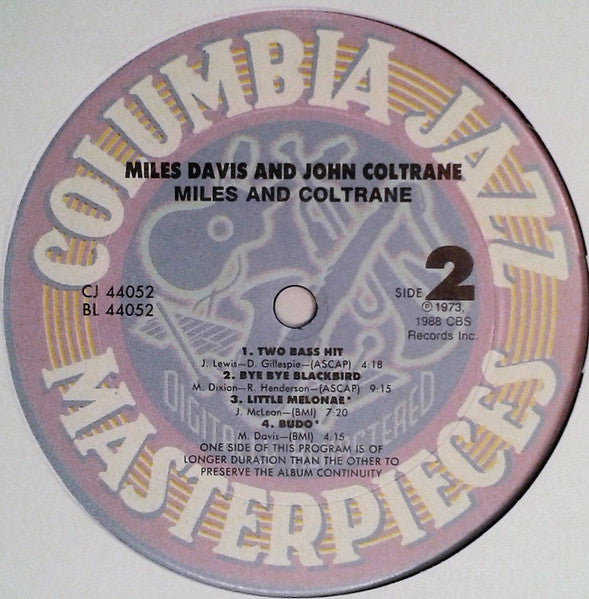 COLUMBIA JAZZ
MILES DAVIS AND JOHN COLTRANE
MILES AND COLTRANE
CJ 44052
BL 44052
SIDE 2
℗ 1973,
1988 CBS
Records Inc.
1. TWO BASS HIT
J. Lewis—D. Gillespie—(ASCAP) 4:18
2. BYE BYE BLACKBIRD
M. Dixion—R. Henderson—(ASCAP) 9:15
3. LITTLE MELONAE*
J. McLean—(BMI) 7:20
4. BUDO*
M. Davis—(BMI) 4:15
ONE SIDE OF THIS PROGRAM IS OF
LONGER DURATION THAN THE OTHER TO
PRESERVE THE ALBUM CONTINUITY
MASTERPIECES